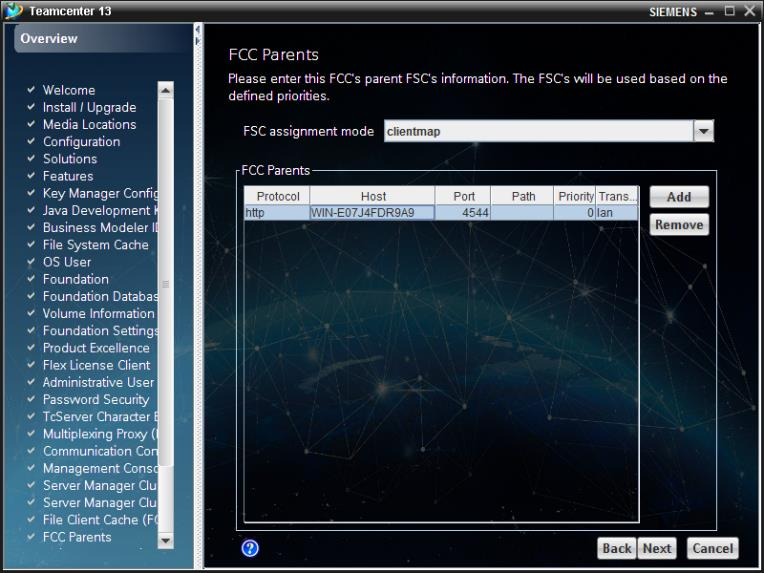 Teamcenter 13
SIEMENS
Overview
Welcome
Install / Upgrade
Media Locations
Configuration
Solutions
Features
Key Manager Config
Java Development K
Business Modeler ID
File System Cache
OS User
Foundation
Foundation Databas
Volume Information
Foundation Settings
Product Excellence
Flex License Client
Administrative User
Password Security
TcServer Character E
Multiplexing Proxy (
Communication Con
Management Conso
Server Manager Clu
Server Manager Clu
File Client Cache (FC
FCC Parents
FCC Parents
Please enter this FCC's parent FSC's information. The FSC's will be used based on the
defined priorities.
FSC assignment mode clientmap
FCC Parents
Protocol Host Port Path Priority Trans...
http WIN-E07J4FDR9A9 4544 0 lan
Add
Remove
Back Next Cancel